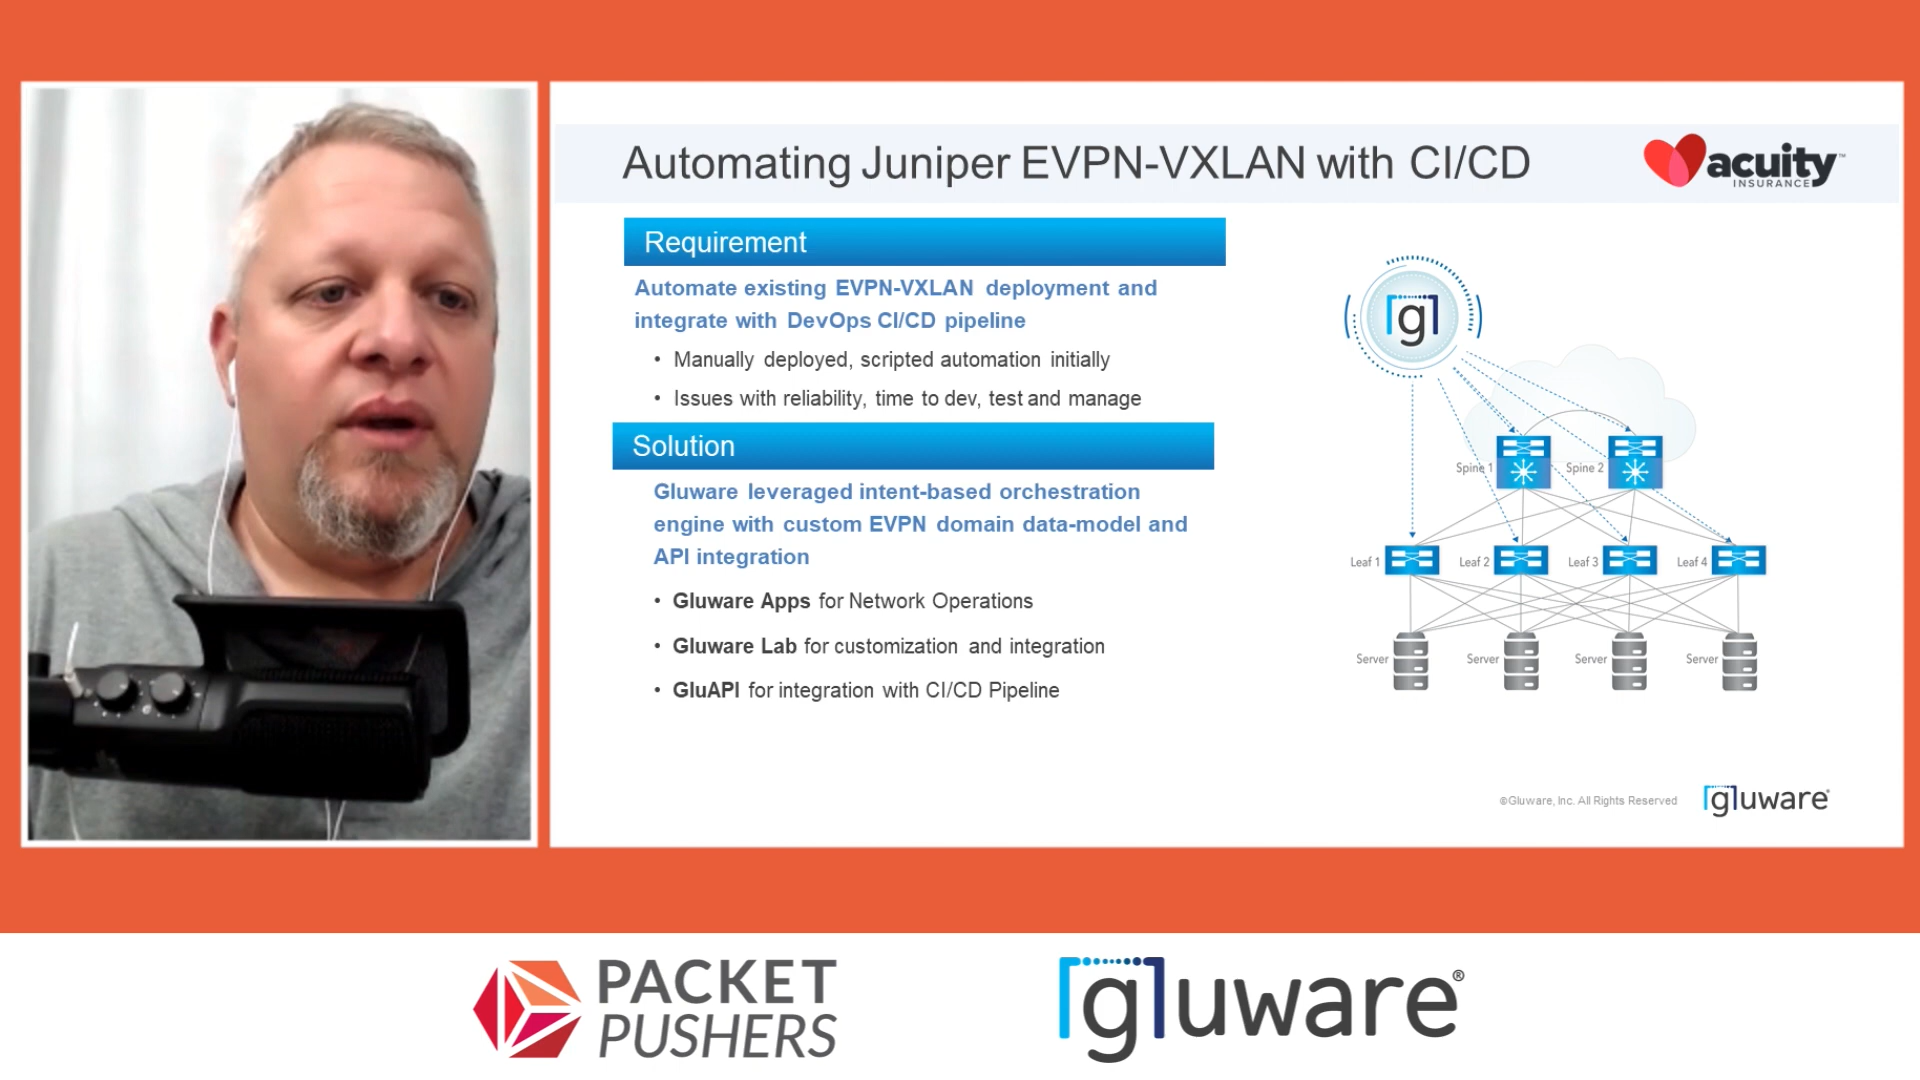 Automating Juniper EVPN-VXLAN with CI/CD
acuity™
INSURANCE
Requirement
Automate existing EVPN-VXLAN deployment and
integrate with DevOps CI/CD pipeline
• Manually deployed, scripted automation initially
• Issues with reliability, time to dev, test and manage
Solution
Gluware leveraged intent-based orchestration
engine with custom EVPN domain data-model and
API integration
• Gluware Apps for Network Operations
• Gluware Lab for customization and integration
• GluAPI for integration with CI/CD Pipeline
[g]
Spine 1 Spine 2
Leaf 1 Leaf 2 Leaf 3 Leaf 4
Server Server Server Server
©Gluware, Inc. All Rights Reserved
[g]luware®
PACKET
PUSHERS
[g]luware®